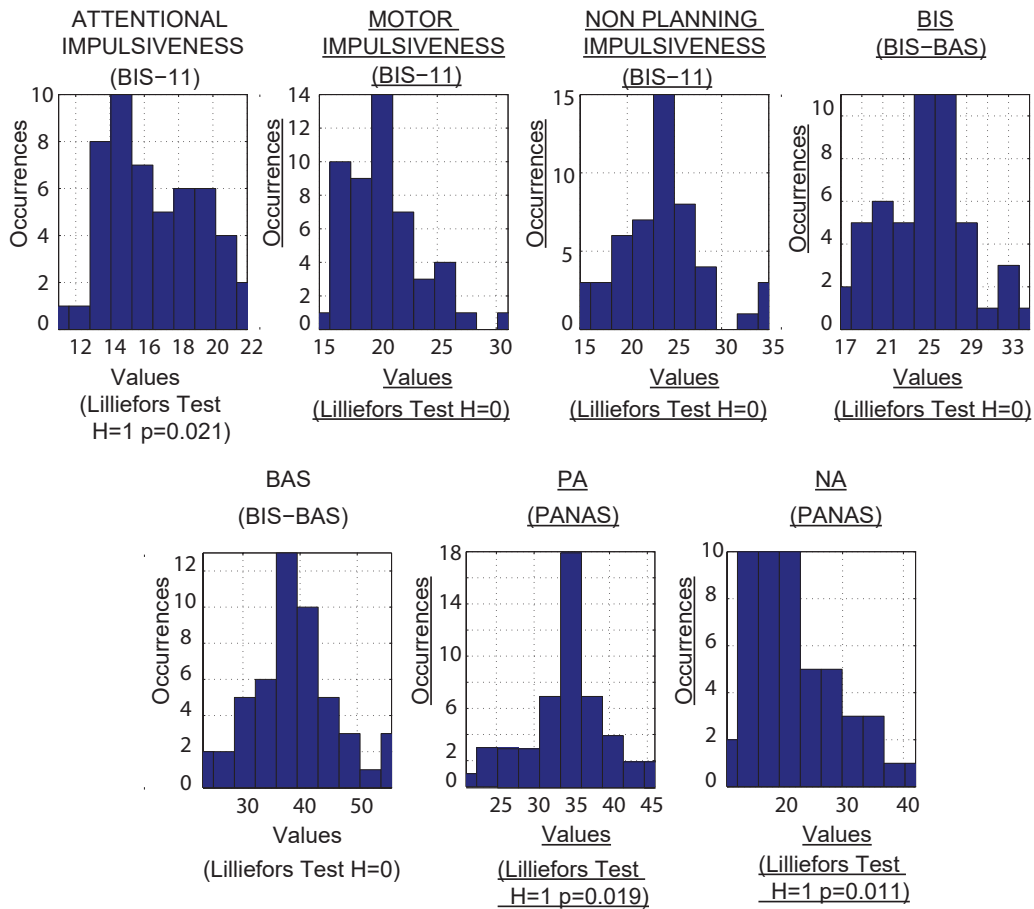 ATTENTIONAL
IMPULSIVENESS
(BIS−11)
10
8
6
4
2
0
Occurrences
12 14 16 18 20 22
Values
(Lilliefors Test
H=1 p=0.021)
MOTOR
IMPULSIVENESS
(BIS−11)
14
12
10
8
6
4
2
0
Occurrences
15 20 25 30
Values
(Lilliefors Test H=0)
NON PLANNING
IMPULSIVENESS
(BIS−11)
15
10
5
0
Occurrences
15 20 25 30 35
Values
(Lilliefors Test H=0)
BIS
(BIS−BAS)
10
8
6
4
2
0
Occurrences
17 21 25 29 33
Values
(Lilliefors Test H=0)
BAS
(BIS−BAS)
12
10
8
6
4
2
0
Occurrences
30 40 50
Values
(Lilliefors Test H=0)
PA
(PANAS)
18
16
14
12
10
8
6
4
2
0
Occurrences
25 30 35 40 45
Values
(Lilliefors Test
H=1 p=0.019)
NA
(PANAS)
10
8
6
4
2
0
Occurrences
20 30 40
Values
(Lilliefors Test
H=1 p=0.011)